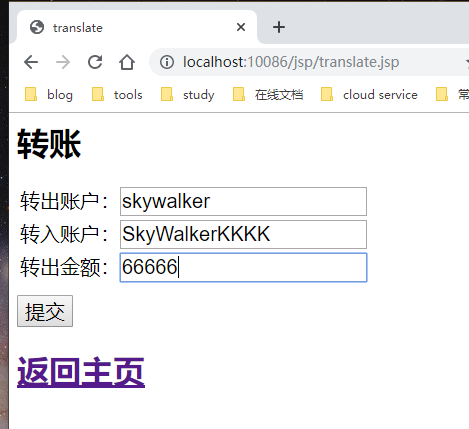 translate
localhost:10086/jsp/translate.jsp
blog tools study 在线文档 cloud service 常
转账
转出账户： skywalker
转入账户： SkyWalkerKKKK
转出金额： 66666
提交
返回主页